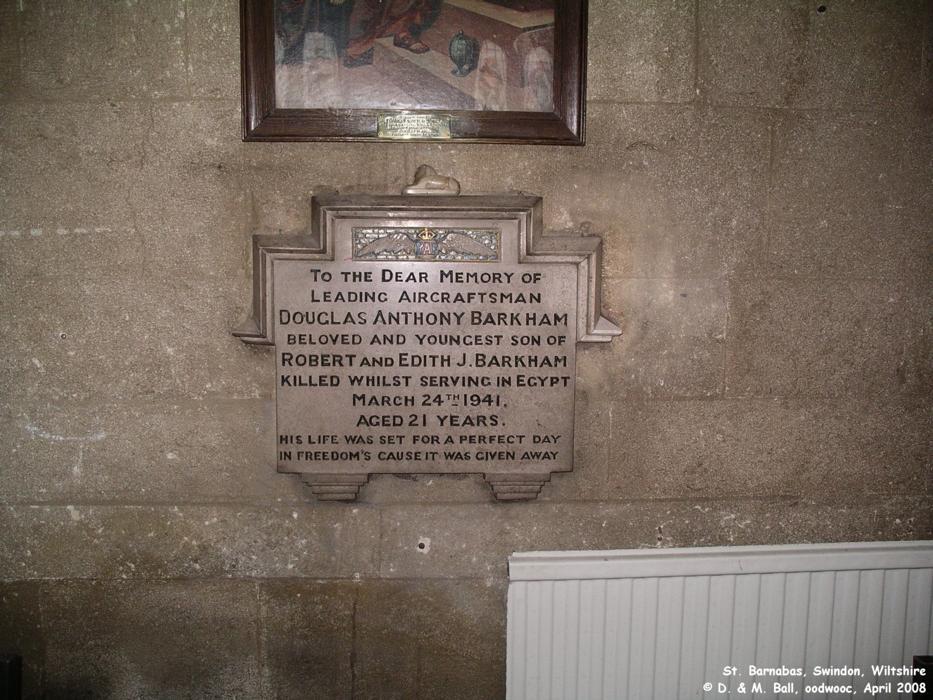 RAF
TO THE DEAR MEMORY OF
LEADING AIRCRAFTSMAN
DOUGLAS ANTHONY BARKHAM
BELOVED AND YOUNGEST SON OF
ROBERT AND EDITH J. BARKHAM
KILLED WHILST SERVING IN EGYPT
MARCH 24TH 1941.
AGED 21 YEARS.
HIS LIFE WAS SET FOR A PERFECT DAY
IN FREEDOM'S CAUSE IT WAS GIVEN AWAY
St. Barnabas, Swindon, Wiltshire
© D. & M. Ball, oodwooc, April 2008